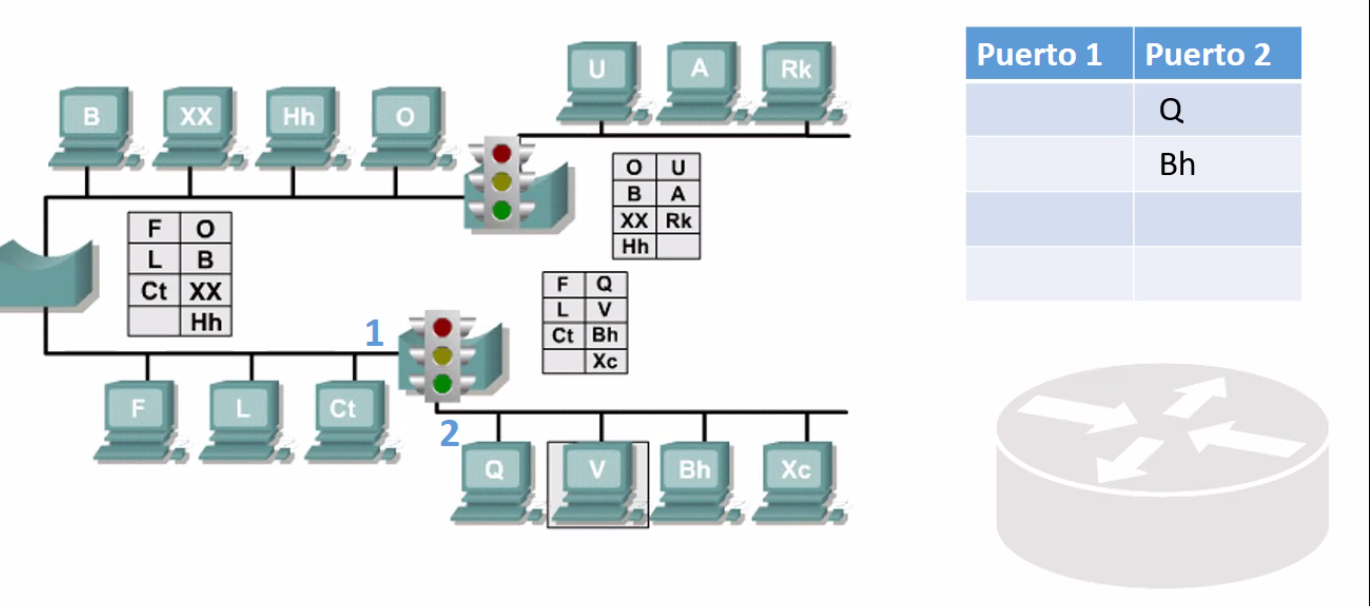 U A Rk
B XX Hh O
O U
B A
XX Rk
Hh
F O
L B
Ct XX
Hh
F Q
L V
Ct Bh
Xc
1
F L Ct
2
Q V Bh Xc
Puerto 1 Puerto 2
Q
Bh